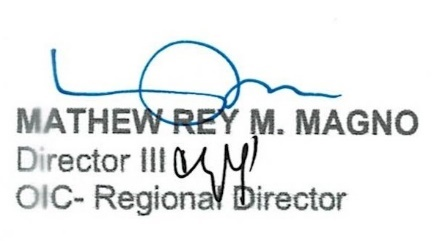 MATHEW REY M. MAGNO
Director III
OIC- Regional Director